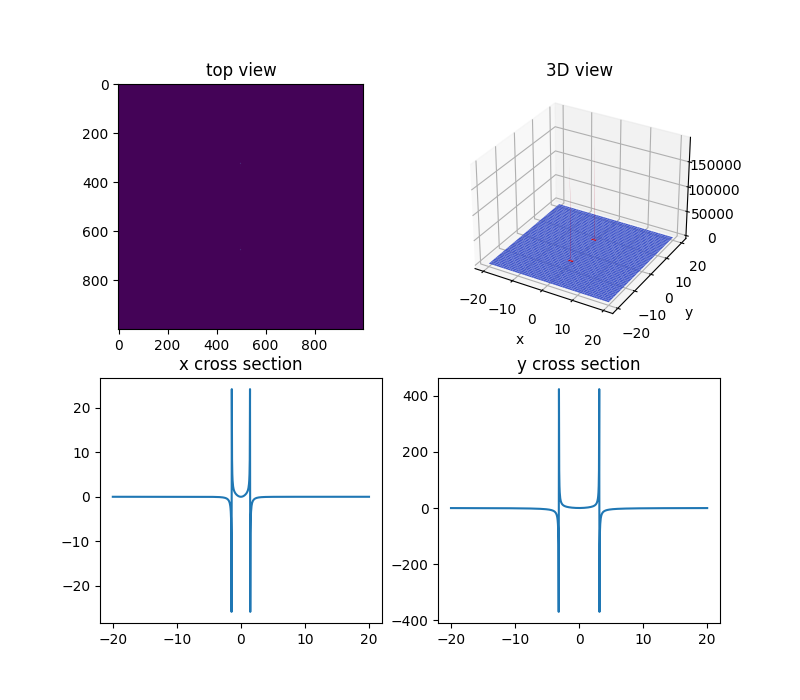 top view
0
200
400
600
800
0 200 400 600 800
3D view
150000
100000
50000
0
−20 −10 0 10 20
x
−20 −10 0 10 20
y
x cross section
20
10
0
−10
−20
−20 −10 0 10 20
y cross section
400
200
0
−200
−400
−20 −10 0 10 20